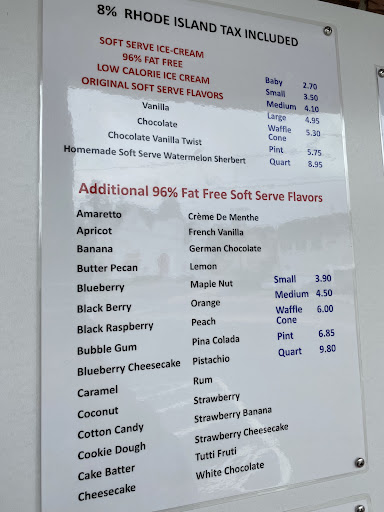 8% RHODE ISLAND TAX INCLUDED
SOFT SERVE ICE-CREAM
96% FAT FREE
LOW CALORIE ICE CREAM
ORIGINAL SOFT SERVE FLAVORS
Vanilla
Chocolate
Chocolate Vanilla Twist
Homemade Soft Serve Watermelon Sherbert
Baby 2.70
Small 3.50
Medium 4.10
Large 4.95
Waffle Cone 5.30
Pint 5.75
Quart 8.95
Additional 96% Fat Free Soft Serve Flavors
Amaretto
Apricot
Banana
Butter Pecan
Blueberry
Black Berry
Black Raspberry
Bubble Gum
Blueberry Cheesecake
Caramel
Coconut
Cotton Candy
Cookie Dough
Cake Batter
Cheesecake
Crème De Menthe
French Vanilla
German Chocolate
Lemon
Maple Nut
Orange
Peach
Pina Colada
Pistachio
Rum
Strawberry
Strawberry Banana
Strawberry Cheesecake
Tutti Fruti
White Chocolate
Small 3.90
Medium 4.50
Waffle Cone 6.00
Pint 6.85
Quart 9.80